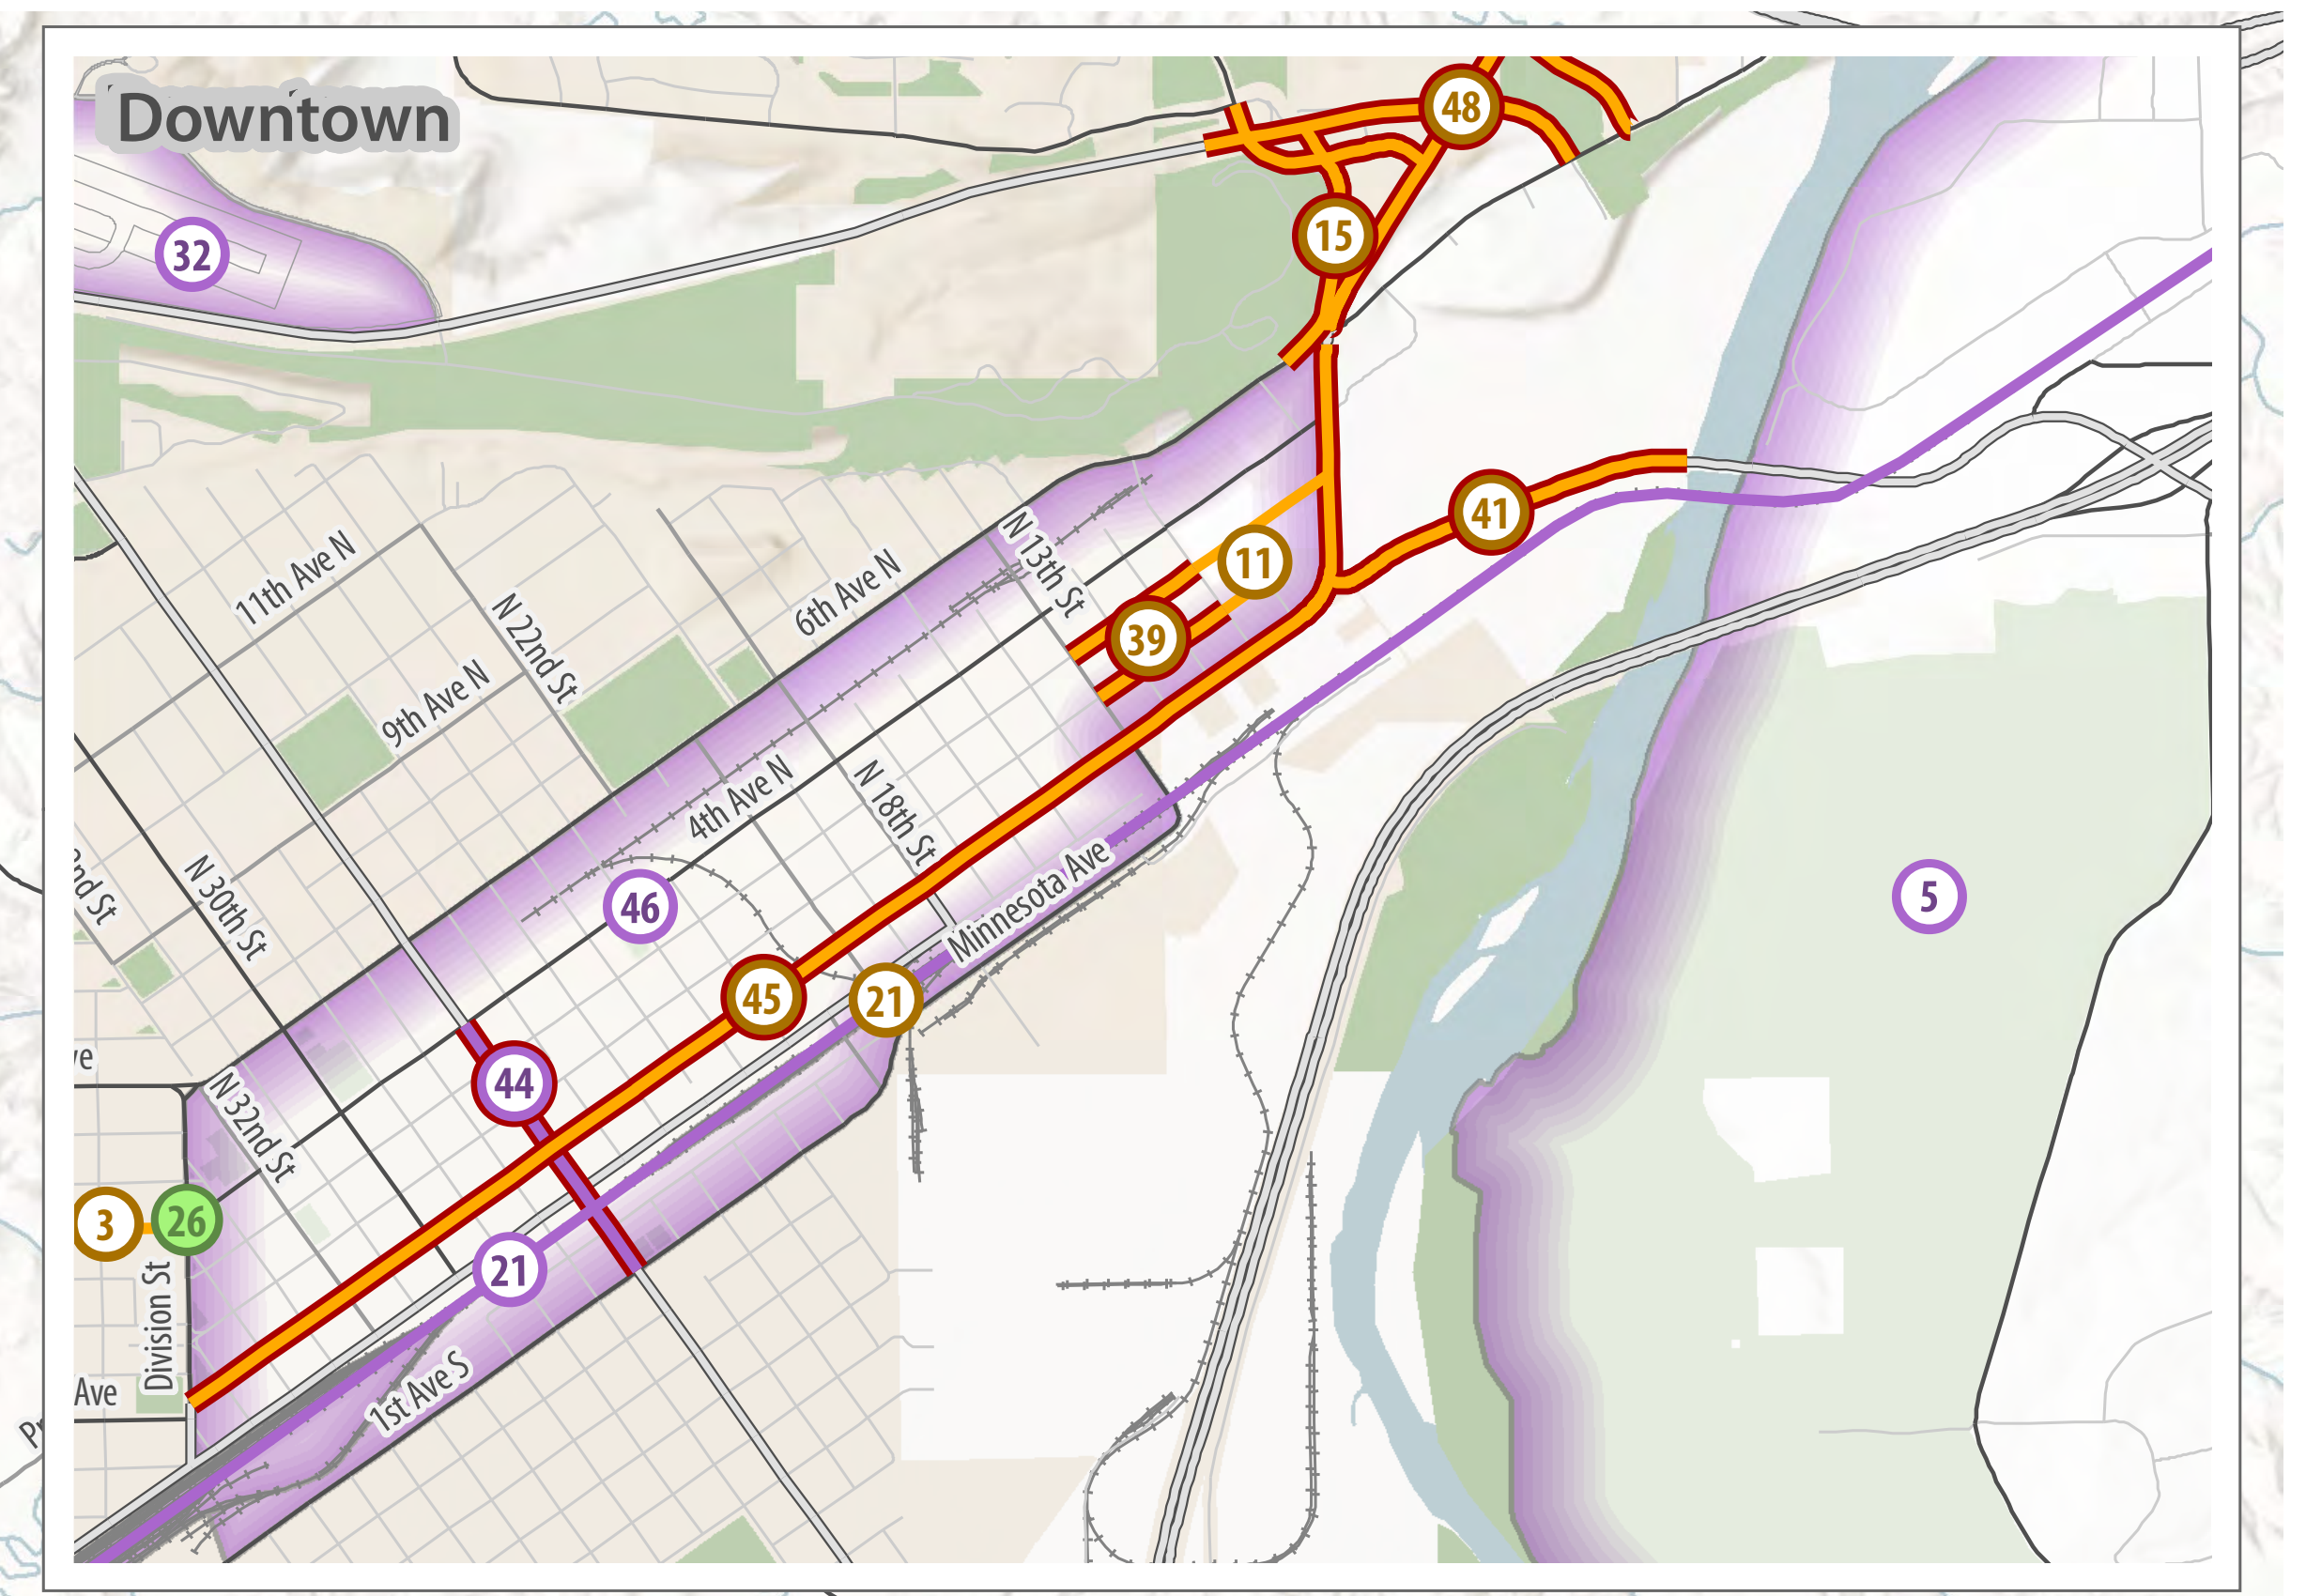 Downtown
48
15
32
41
11
N 13th St
11th Ave N
6th Ave N
N 22nd St
39
9th Ave N
4th Ave N
N 18th St
Minnesota Ave
N 30th St
46
5
45
21
44
N 32nd St
3
26
21
Division St
1st Ave S
Ave